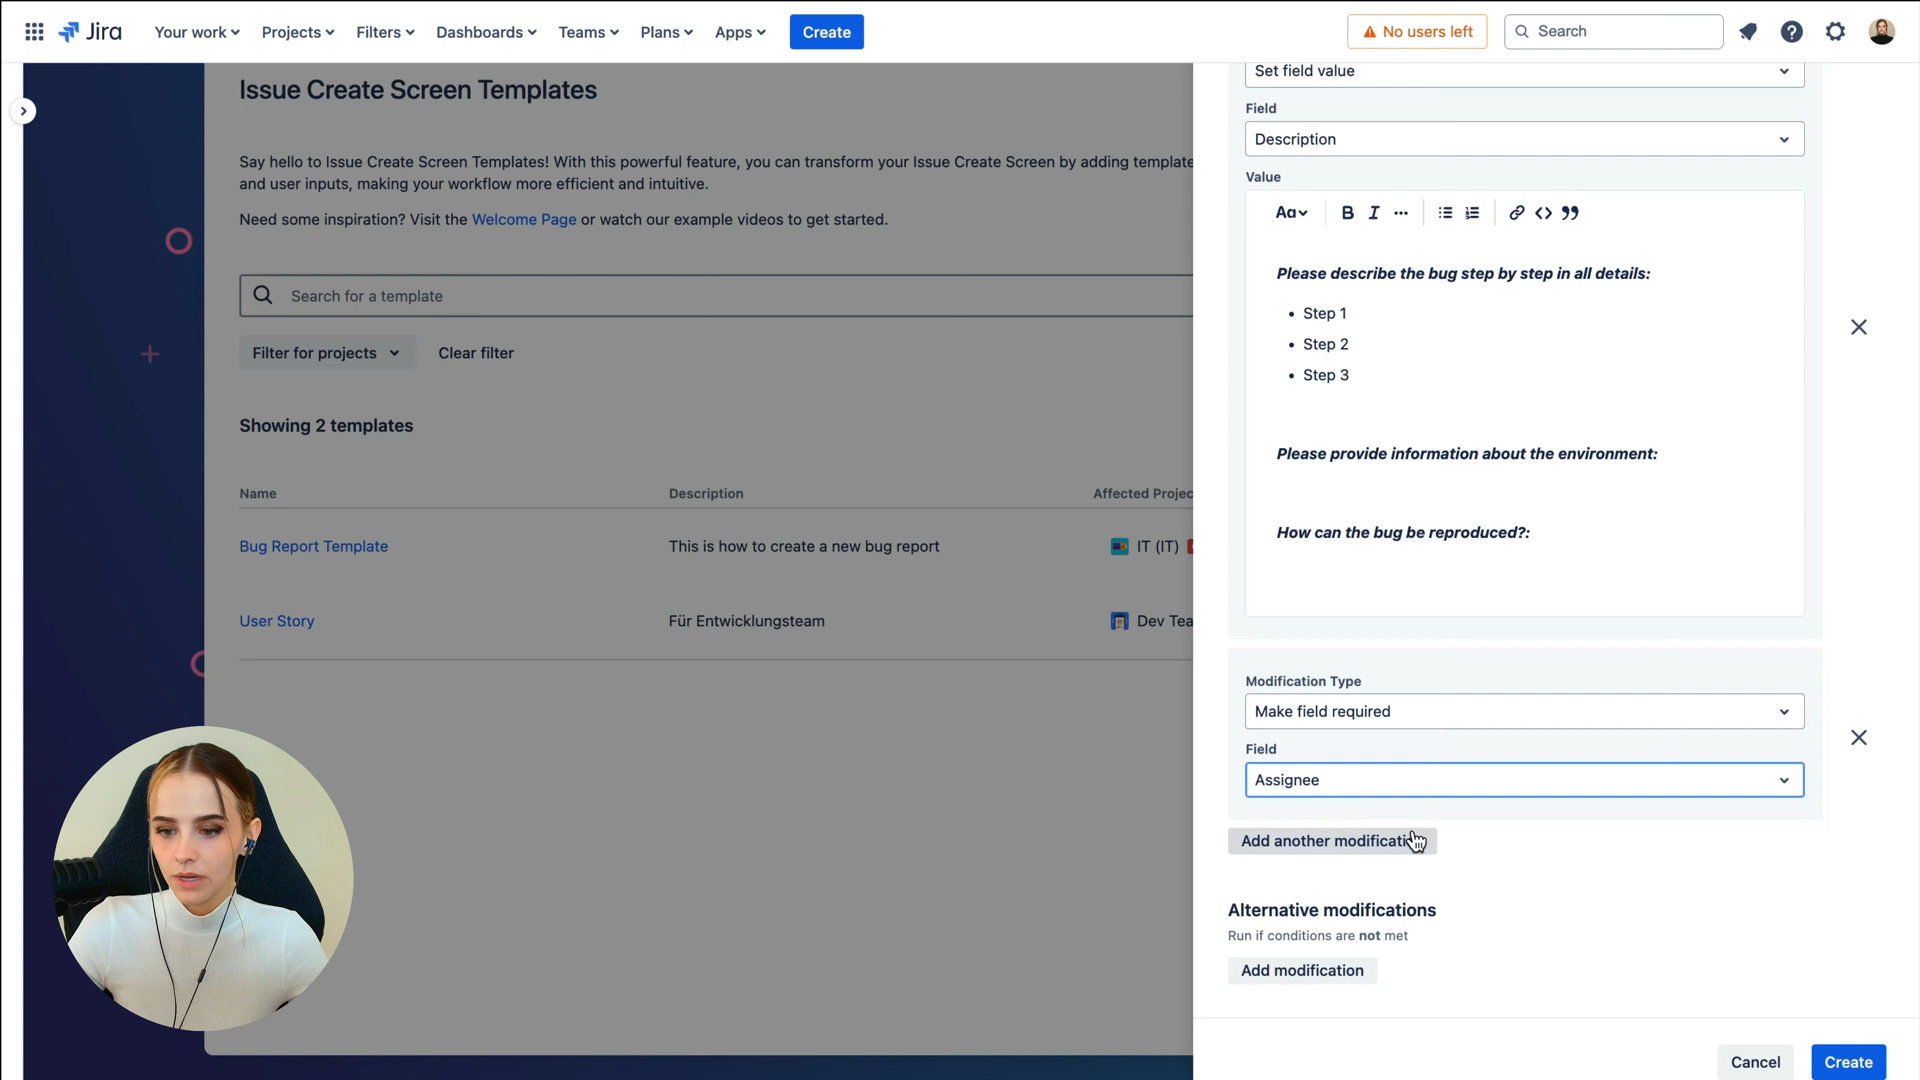 Jira Your work Projects Filters Dashboards Teams Plans Apps Create No users left Search
Issue Create Screen Templates
Say hello to Issue Create Screen Templates! With this powerful feature, you can transform your Issue Create Screen by adding template
and user inputs, making your workflow more efficient and intuitive.
Need some inspiration? Visit the Welcome Page or watch our example videos to get started.
Search for a template
Filter for projects Clear filter
Showing 2 templates
Name Description Affected Projec
Bug Report Template This is how to create a new bug report IT (IT)
User Story Für Entwicklungsteam Dev Tea
Set field value
Field
Description
Value
Aa B I ...
Please describe the bug step by step in all details:
• Step 1
• Step 2
• Step 3
Please provide information about the environment:
How can the bug be reproduced?:
Modification Type
Make field required
Field
Assignee
Add another modificati
Alternative modifications
Run if conditions are not met
Add modification
Cancel Create